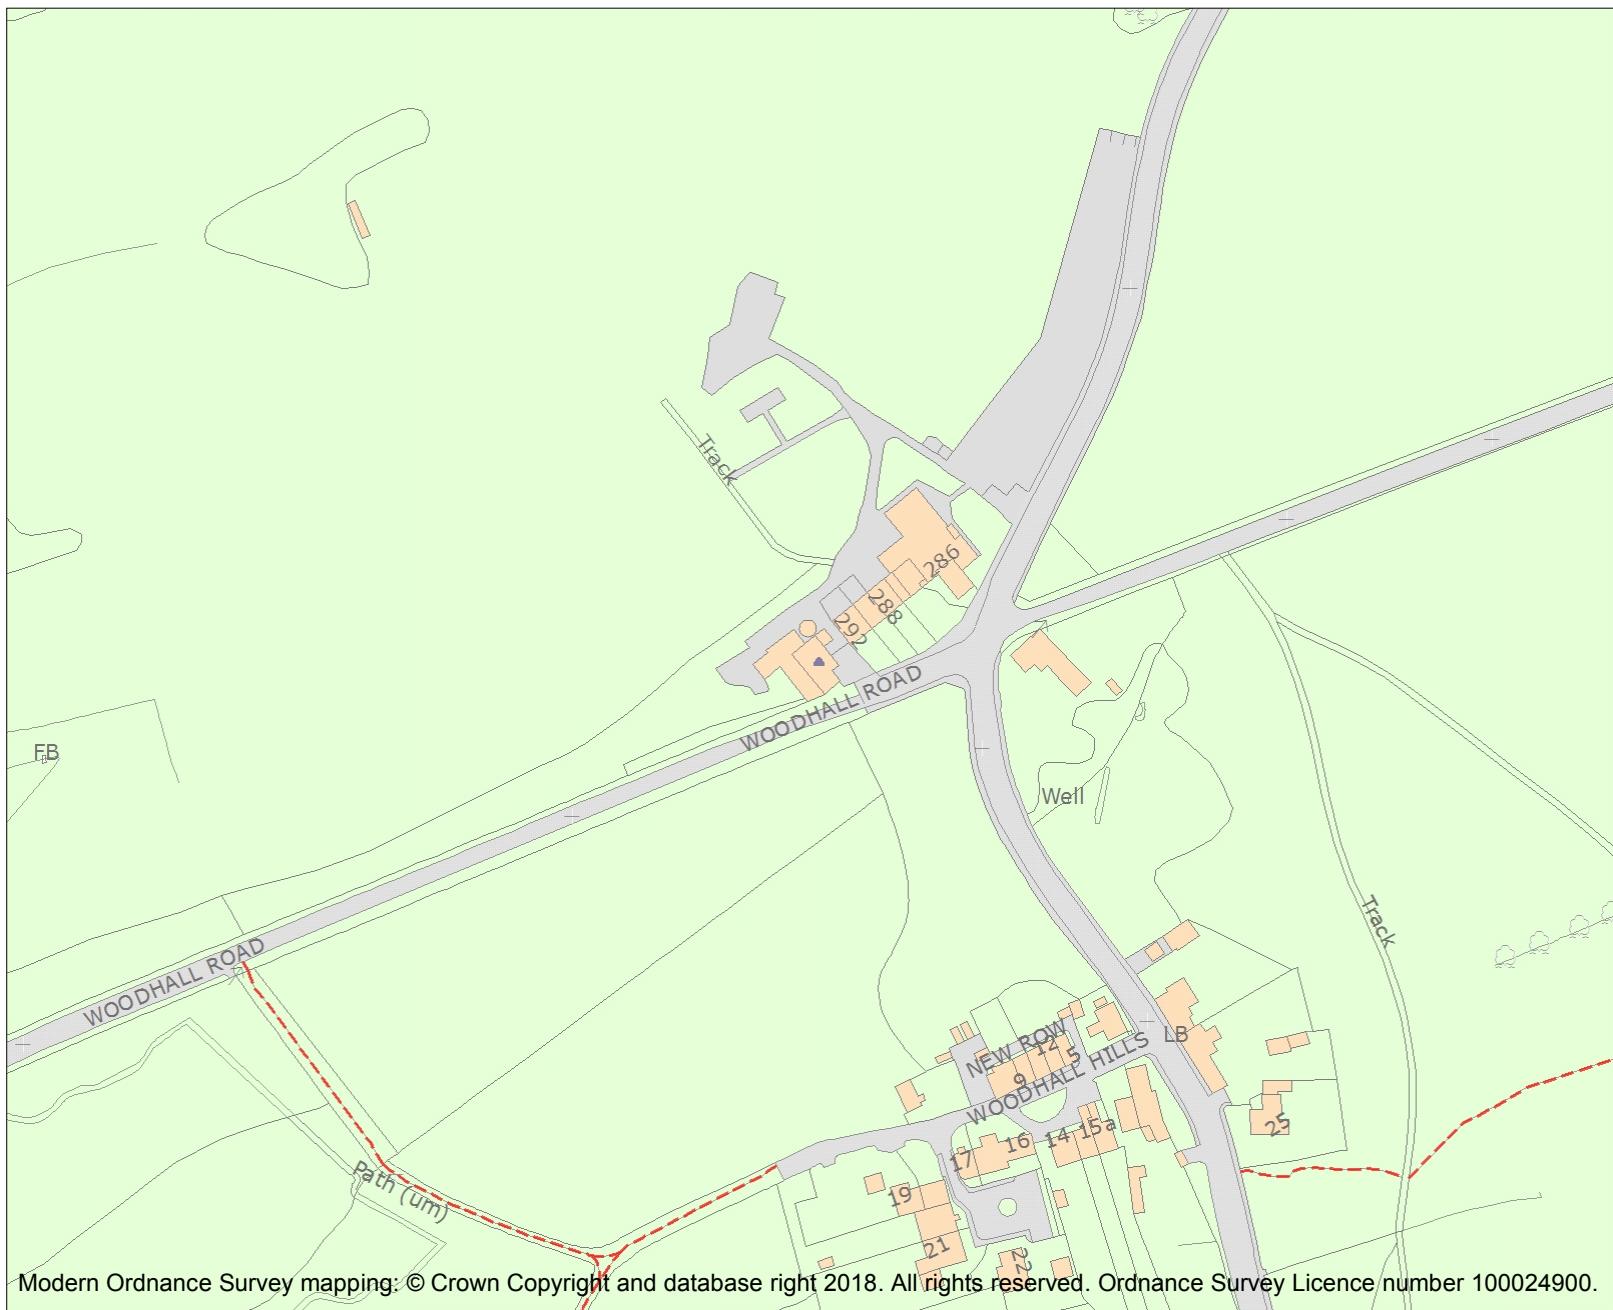 Track
286
288
292
WOODHALL ROAD
FB
Well
Track
WOODHALL ROAD
LB
NEW ROW
12
5
9
WOODHALL HILLS
25
16
14
15a
17
Path (um)
19
21
22
Modern Ordnance Survey mapping: © Crown Copyright and database right 2018. All rights reserved. Ordnance Survey Licence number 100024900.